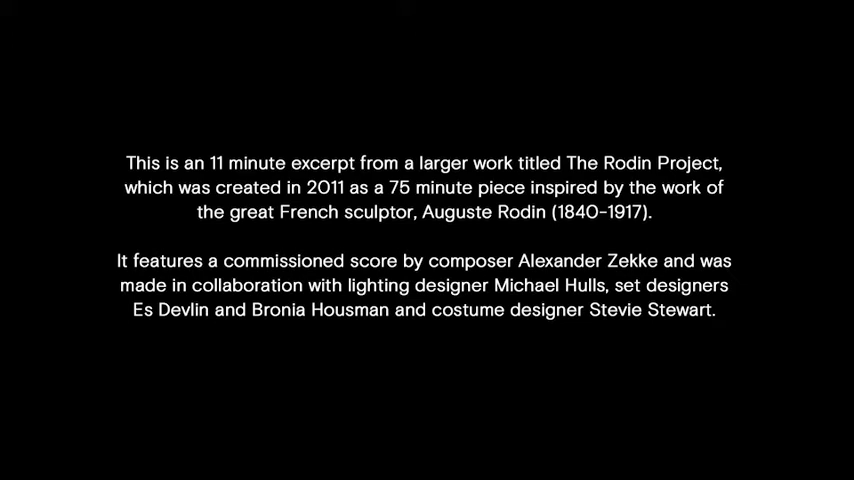 This is an 11 minute excerpt from a larger work titled The Rodin Project,
which was created in 2011 as a 75 minute piece inspired by the work of
the great French sculptor, Auguste Rodin (1840-1917).
It features a commissioned score by composer Alexander Zekke and was
made in collaboration with lighting designer Michael Hulls, set designers
Es Devlin and Bronia Housman and costume designer Stevie Stewart.